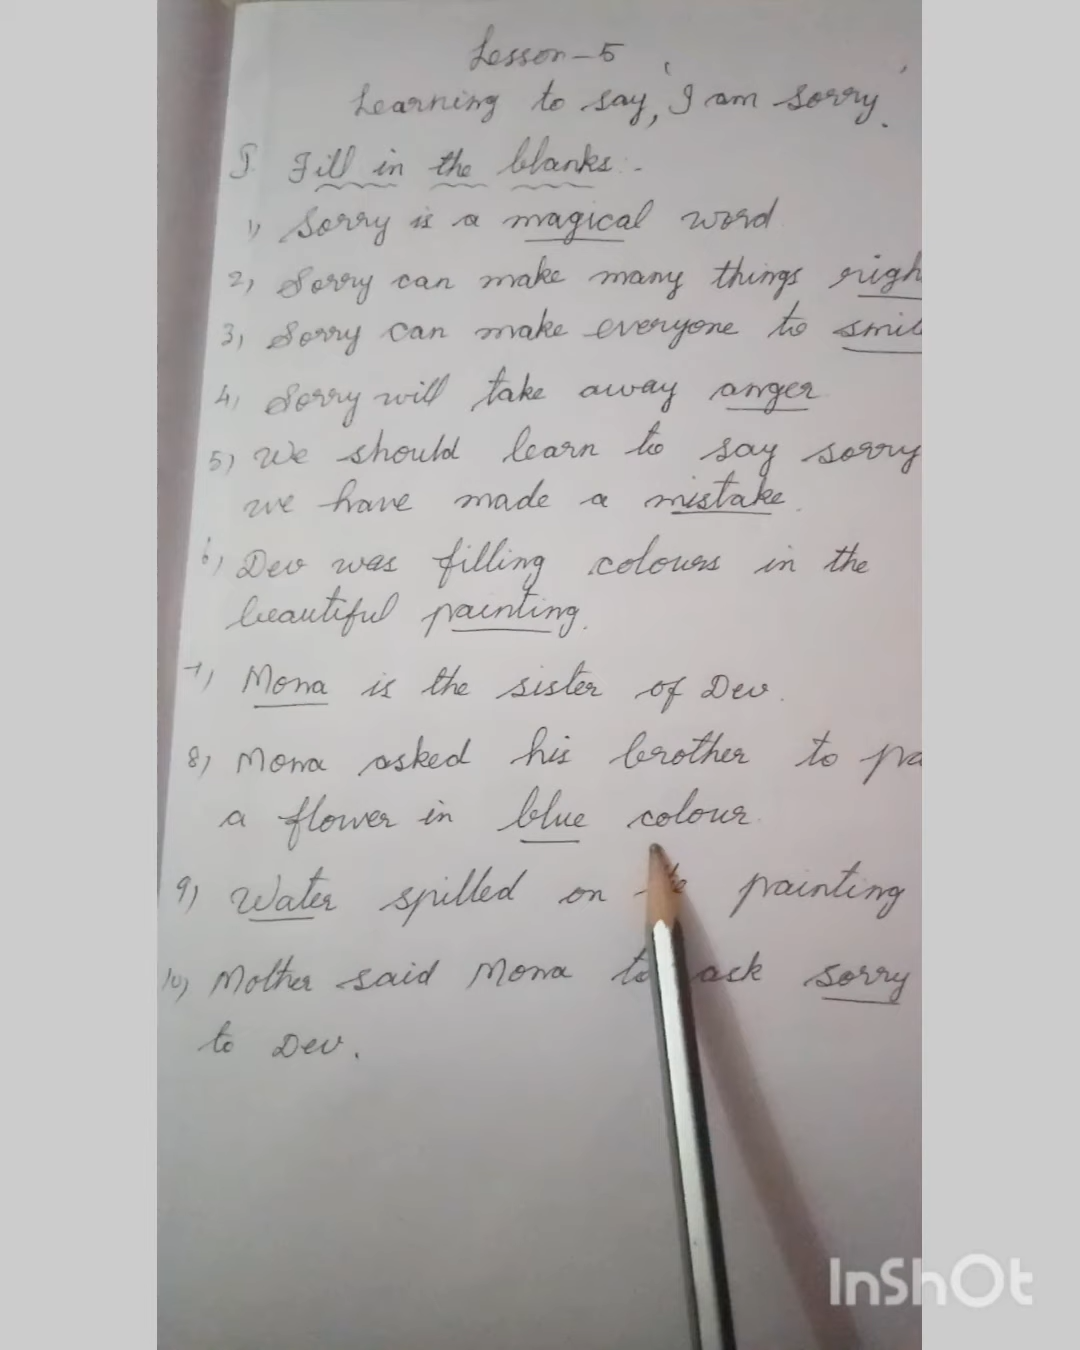 Lesson-5
Learning to say, 'I am sorry'.
I. Fill in the blanks:-
1) Sorry is a magical word
2) Sorry can make many things righ
3) Sorry can make everyone to smil
4) Sorry will take away anger
5) We should learn to say sorry
we have made a mistake.
6) Dev was filling colours in the
beautiful painting.
7) Mona is the sister of Dev.
8) Mona asked his brother to pa
a flower in blue colour.
9) Water spilled on the painting
10) Mother said Mona to ask sorry
to Dev.
InShOt